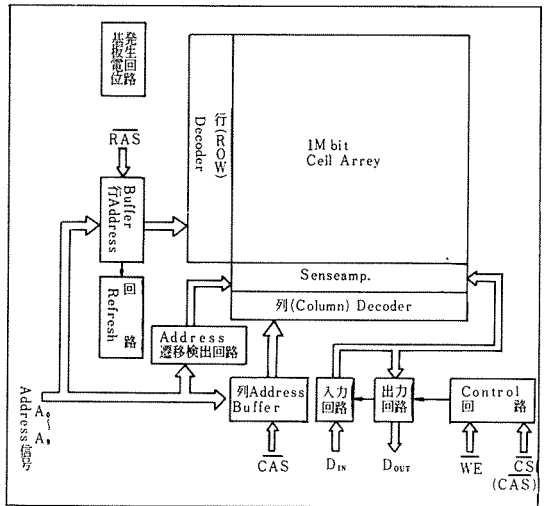 基板電位
発生回路
RAS
行(ROW)
Decoder
1M bit
Cell Arrey
Buffer
行Address
Senseamp.
列(Column) Decoder
回路
Refresh
Address
遷移検出回路
Address信号
A₀~A₉
列Address
Buffer
入力
回路
出力
回路
Control
回路
CAS
DIN
DOUT
WE
CS
(CAS)